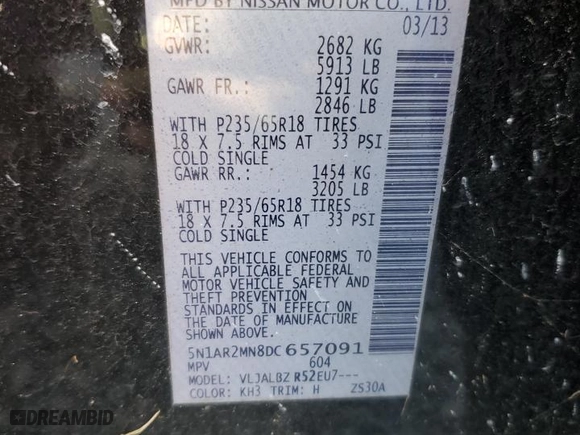 MFD BY NISSAN MOTOR CO., LTD.
DATE: 03/13
GVWR: 2682 KG
5913 LB
GAWR FR.: 1291 KG
2846 LB
WITH P235/65R18 TIRES
18 X 7.5 RIMS AT 33 PSI
COLD SINGLE
GAWR RR.: 1454 KG
3205 LB
WITH P235/65R18 TIRES
18 X 7.5 RIMS AT 33 PSI
COLD SINGLE
THIS VEHICLE CONFORMS TO
ALL APPLICABLE FEDERAL
MOTOR VEHICLE SAFETY AND
THEFT PREVENTION
STANDARDS IN EFFECT ON
THE DATE OF MANUFACTURE
SHOWN ABOVE.
5N1AR2MN8DC657091
MPV 604
MODEL: VLJALBZ R52EU7---
COLOR: KH3 TRIM: H ZS30A
© DREAMBID